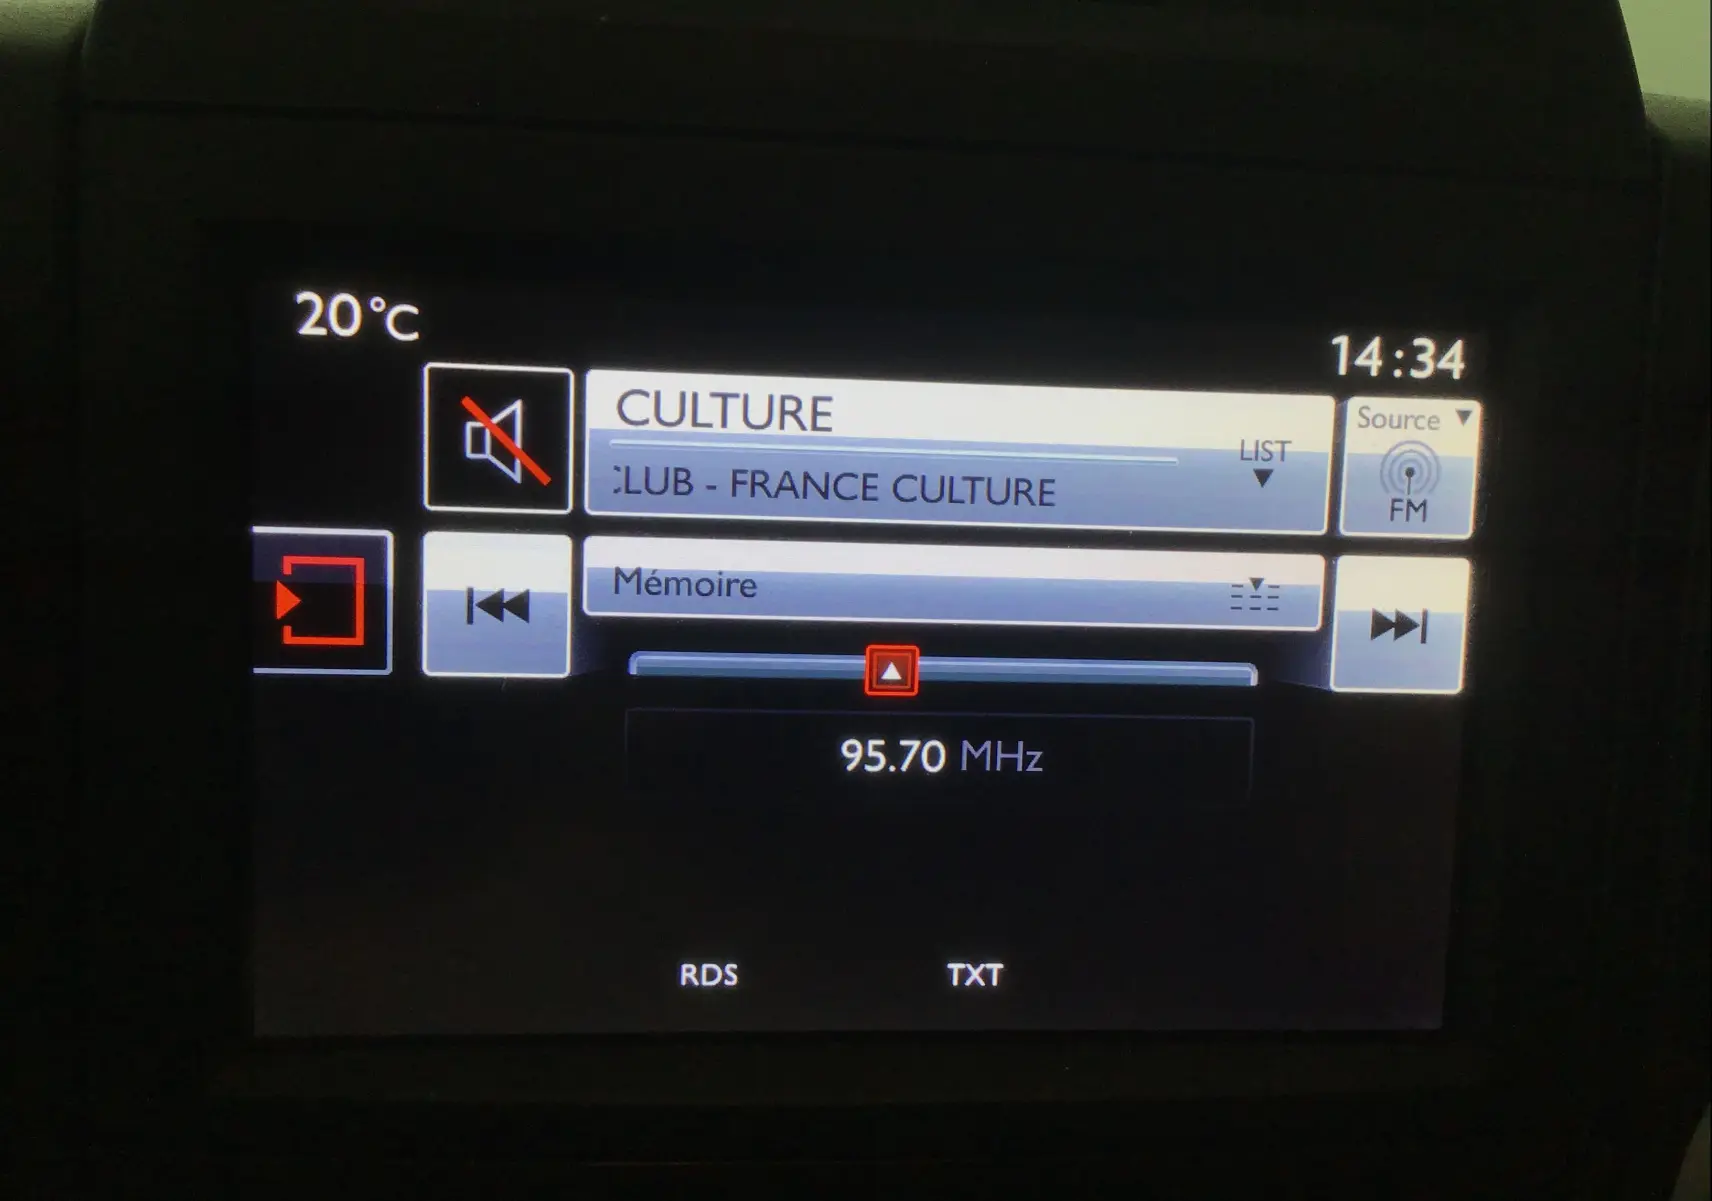 20°C
14:34
CULTURE
LIST
LUB - FRANCE CULTURE
Source
FM
Mémoire
95.70 MHz
RDS
TXT